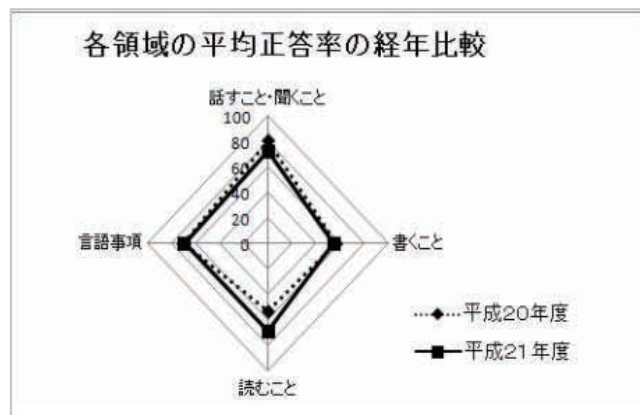 各領域の平均正答率の経年比較
話すこと・聞くこと
100
80
60
40
20
0
言語事項
書くこと
読むこと
平成20年度
平成21年度